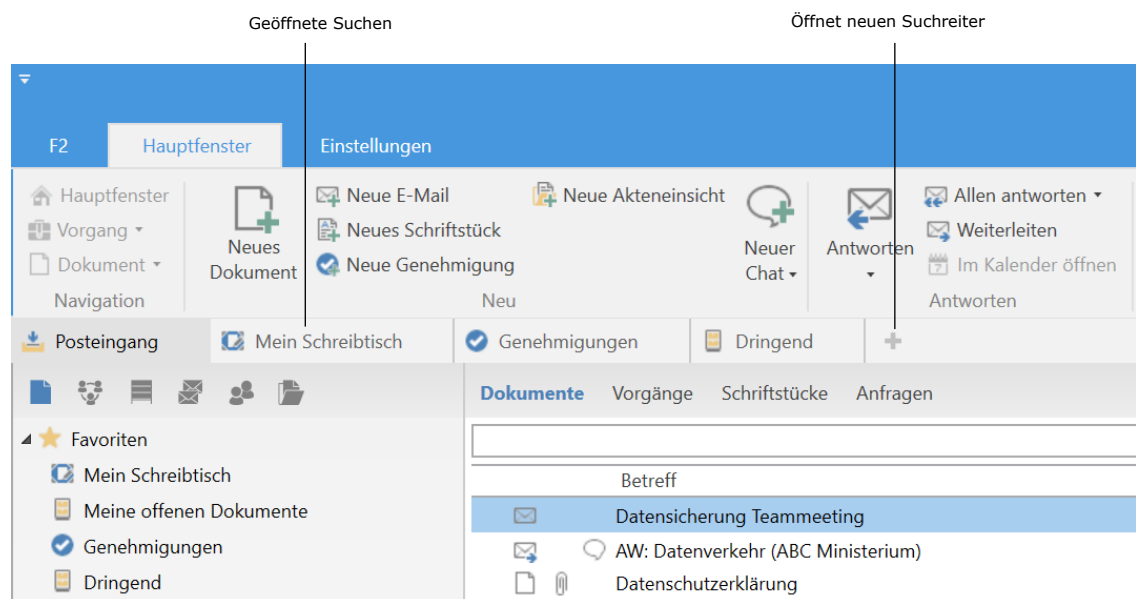 Geöffnete Suchen
Öffnet neuen Suchreiter
F2 Hauptfenster Einstellungen
Hauptfenster
Vorgang
Dokument
Navigation
Neues
Dokument
Neue E-Mail
Neues Schriftstück
Neue Genehmigung
Neue Akteneinsicht
Neuer
Chat
Neu
Antworten
Allen antworten
Weiterleiten
7 Im Kalender öffnen
Antworten
Posteingang Mein Schreibtisch Genehmigungen Dringend
Dokumente Vorgänge Schriftstücke Anfragen
Favoriten
Mein Schreibtisch
Meine offenen Dokumente
Genehmigungen
Dringend
Betreff
Datensicherung Teammeeting
AW: Datenverkehr (ABC Ministerium)
Datenschutzerklärung